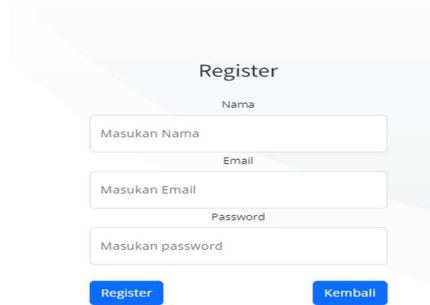 Register
Nama
Masukan Nama
Email
Masukan Email
Password
Masukan password
Register Kembali